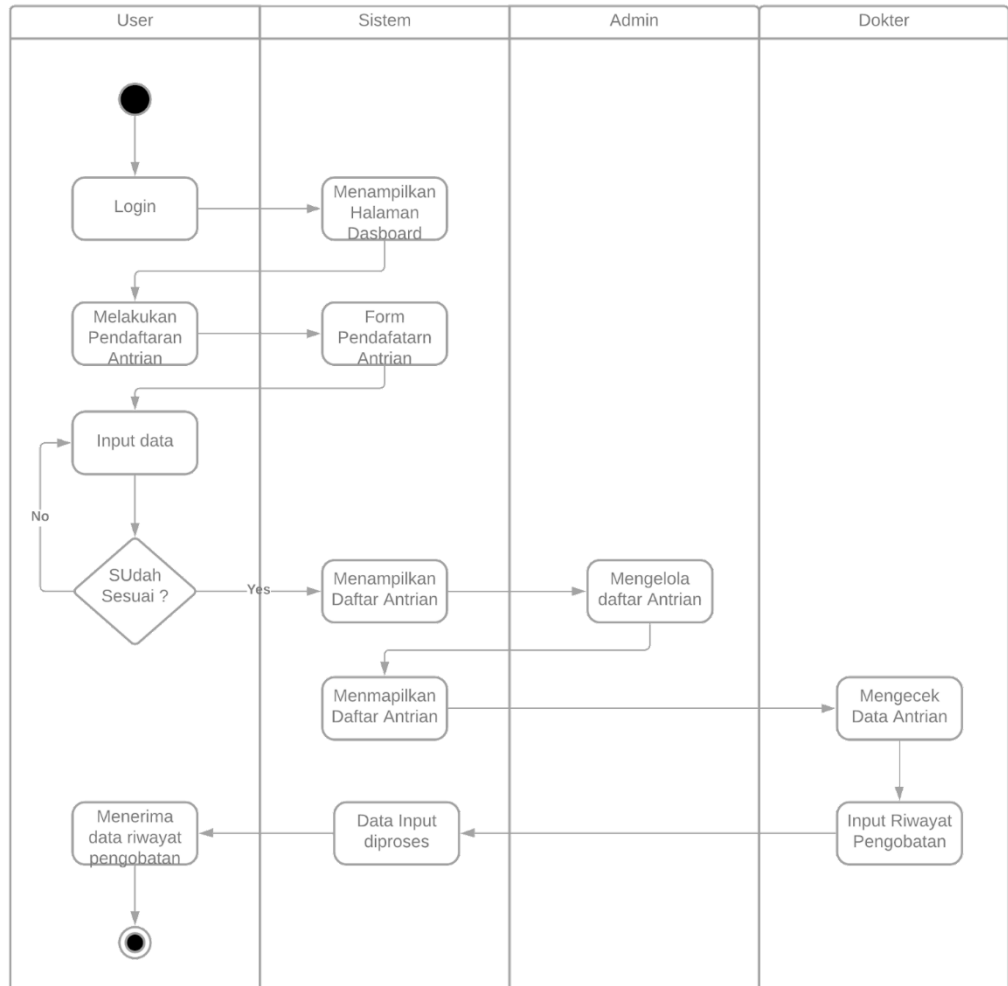 User
Sistem
Admin
Dokter
Login
Menampilkan
Halaman
Dasboard
Melakukan
Pendaftaran
Antrian
Form
Pendafatarn
Antrian
Input data
No
SUdah
Sesuai ?
Yes
Menampilkan
Daftar Antrian
Mengelola
daftar Antrian
Menmapilkan
Daftar Antrian
Mengecek
Data Antrian
Menerima
data riwayat
pengobatan
Data Input
diproses
Input Riwayat
Pengobatan